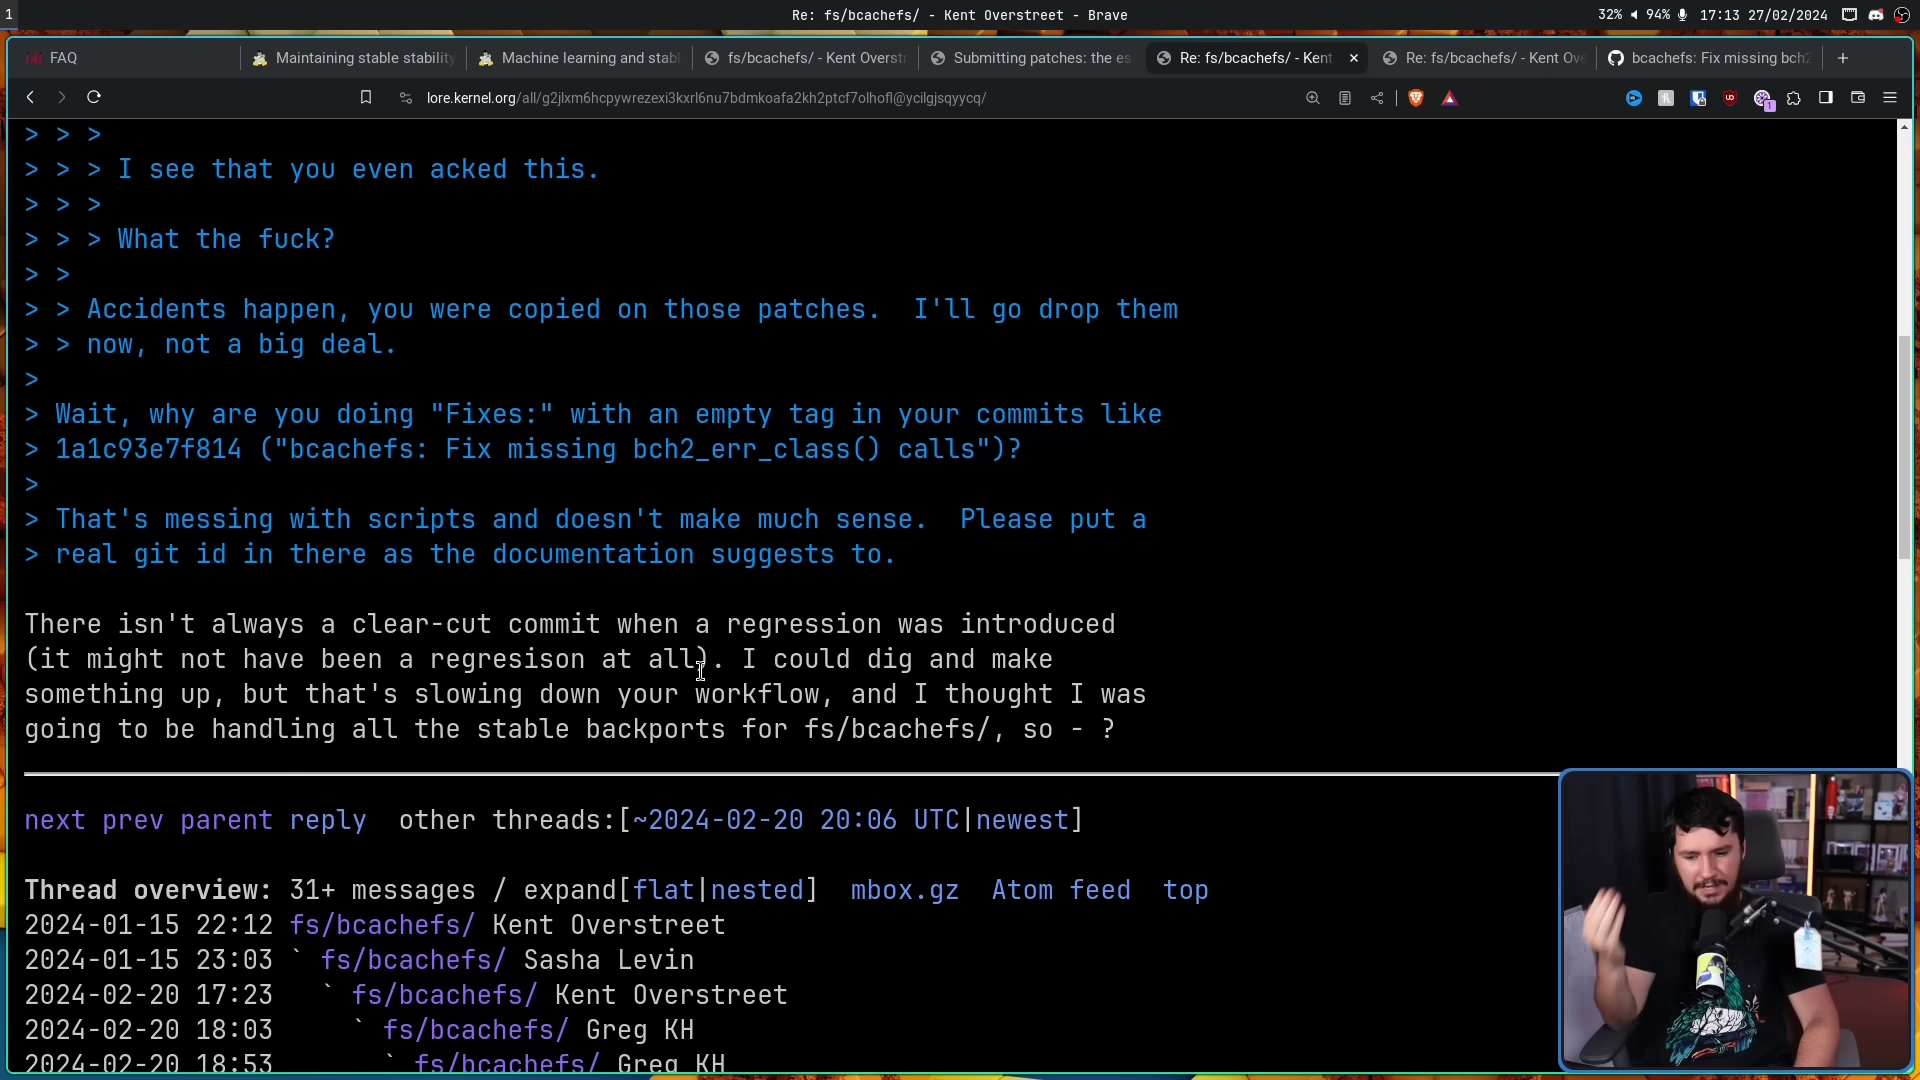 1
Re: fs/bcachefs/ - Kent Overstreet - Brave
32% 94% 17:13 27/02/2024
FAQ
Maintaining stable stability
Machine learning and stab
fs/bcachefs/ - Kent Overstr
Submitting patches: the es
Re: fs/bcachefs/ - Kent
Re: fs/bcachefs/ - Kent Ove
bcachefs: Fix missing bch2
lore.kernel.org/all/g2jlxm6hcpywrezexi3kxrl6nu7bdmkoafa2kh2ptcf7olhofl@ycilgjsqyycq/
1
> > >
> > > I see that you even acked this.
> > >
> > > What the fuck?
> >
> > Accidents happen, you were copied on those patches.  I'll go drop them
> > now, not a big deal.
>
> Wait, why are you doing "Fixes:" with an empty tag in your commits like
> 1a1c93e7f814 ("bcachefs: Fix missing bch2_err_class() calls")?
>
> That's messing with scripts and doesn't make much sense.  Please put a
> real git id in there as the documentation suggests to.
There isn't always a clear-cut commit when a regression was introduced
(it might not have been a regresison at all). I could dig and make
something up, but that's slowing down your workflow, and I thought I was
going to be handling all the stable backports for fs/bcachefs/, so - ?
next prev parent reply  other threads:[~2024-02-20 20:06 UTC|newest]
Thread overview: 31+ messages / expand[flat|nested]  mbox.gz  Atom feed  top
2024-01-15 22:12 fs/bcachefs/ Kent Overstreet
2024-01-15 23:03 ` fs/bcachefs/ Sasha Levin
2024-02-20 17:23   ` fs/bcachefs/ Kent Overstreet
2024-02-20 18:03     ` fs/bcachefs/ Greg KH
2024-02-20 18:53       ` fs/bcachefs/ Greg KH